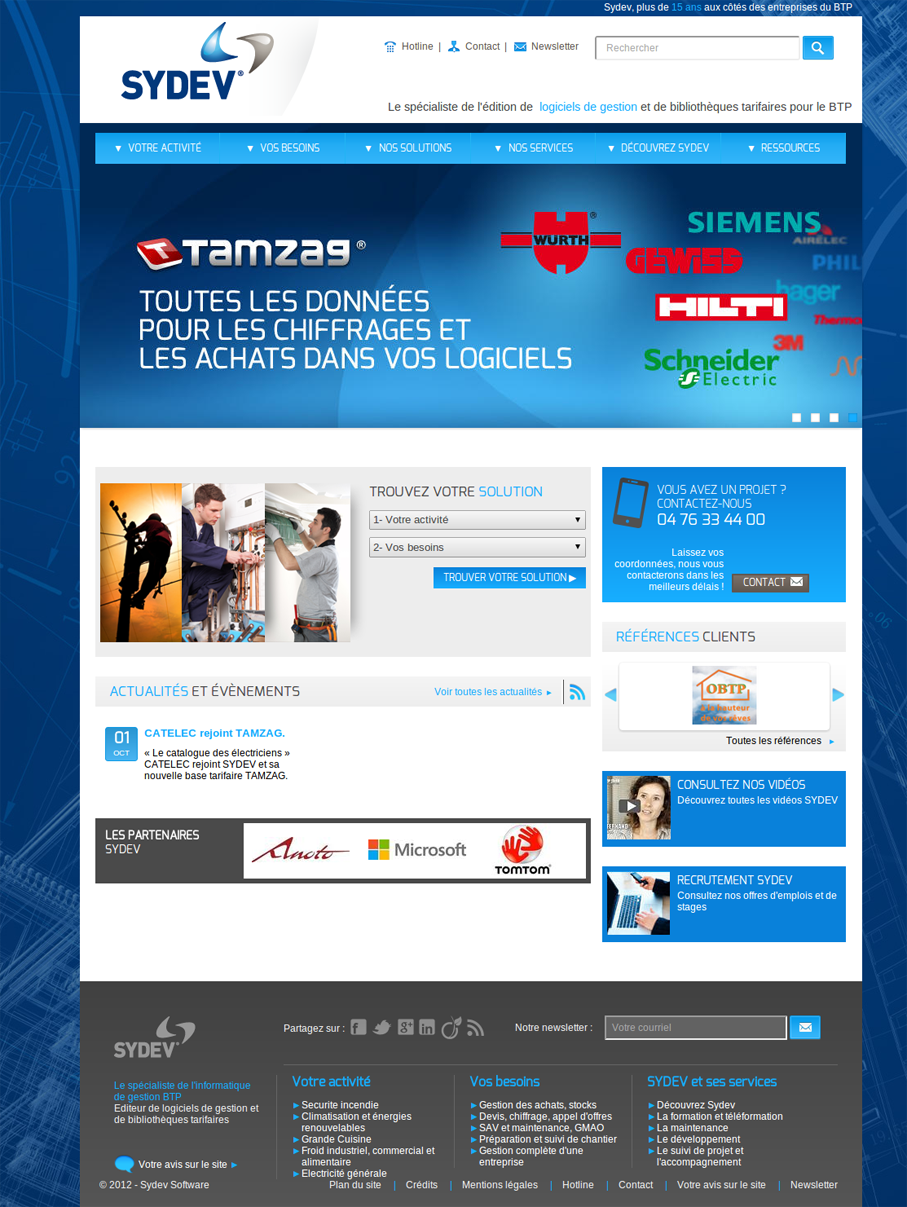 Sydev, plus de 15 ans aux côtés des entreprises du BTP
SYDEV®
Hotline | Contact | Newsletter
Rechercher
Le spécialiste de l'édition de logiciels de gestion et de bibliothèques tarifaires pour le BTP
▼ VOTRE ACTIVITÉ ▼ VOS BESOINS ▼ NOS SOLUTIONS ▼ NOS SERVICES ▼ DÉCOUVREZ SYDEV ▼ RESSOURCES
TAMZAG®
TOUTES LES DONNÉES
POUR LES CHIFFRAGES ET
LES ACHATS DANS VOS LOGICIELS
WURTH®
SIEMENS
AIRÉLEC
GEWISS
PHIL
hager
HILTI
Thermo
3M
Schneider
Electric
TROUVEZ VOTRE SOLUTION
1- Votre activité
2- Vos besoins
TROUVER VOTRE SOLUTION ▶
VOUS AVEZ UN PROJET ?
CONTACTEZ-NOUS
04 76 33 44 00
Laissez vos
coordonnées, nous vous
contacterons dans les
meilleurs délais !
CONTACT
RÉFÉRENCES CLIENTS
OBTP
à la hauteur
de vos rêves
Toutes les références ►
ACTUALITÉS ET ÉVÈNEMENTS
Voir toutes les actualités ►
01
OCT
CATELEC rejoint TAMZAG.
« Le catalogue des électriciens »
CATELEC rejoint SYDEV et sa
nouvelle base tarifaire TAMZAG.
CONSULTEZ NOS VIDÉOS
Découvrez toutes les vidéos SYDEV
LES PARTENAIRES
SYDEV
Anoto
Microsoft
TOMTOM
RECRUTEMENT SYDEV
Consultez nos offres d'emplois et de
stages
SYDEV
Partagez sur :
Notre newsletter :
Votre courriel
Le spécialiste de l'informatique
de gestion BTP
Editeur de logiciels de gestion et
de bibliothèques tarifaires
Votre avis sur le site ►
Votre activité
►Securite incendie
►Climatisation et énergies
renouvelables
►Grande Cuisine
►Froid industriel, commercial et
alimentaire
►Electricité générale
Vos besoins
►Gestion des achats, stocks
►Devis, chiffrage, appel d'offres
►SAV et maintenance, GMAO
►Préparation et suivi de chantier
►Gestion complète d'une
entreprise
SYDEV et ses services
►Découvrez Sydev
►La formation et téléformation
►La maintenance
►Le développement
►Le suivi de projet et
l'accompagnement
© 2012 - Sydev Software
Plan du site | Crédits | Mentions légales | Hotline | Contact | Votre avis sur le site | Newsletter